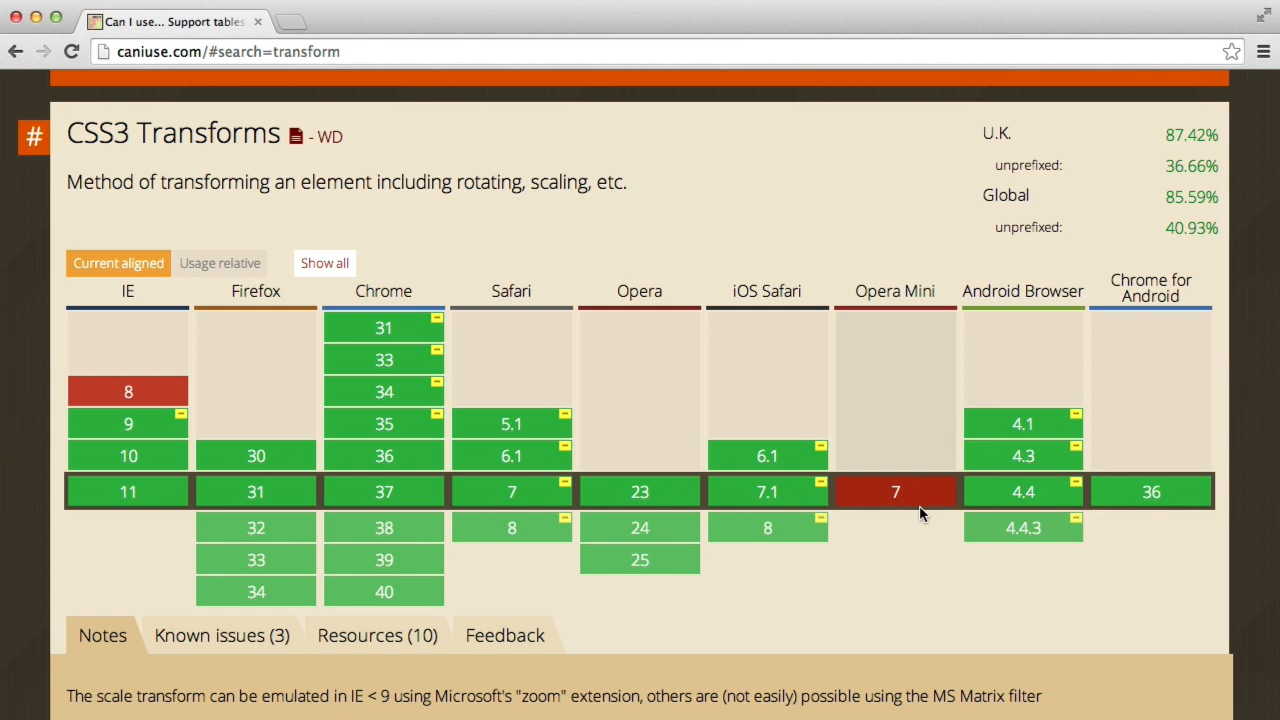 Can I use... Support tables
caniuse.com/#search=transform
#
CSS3 Transforms - WD
Method of transforming an element including rotating, scaling, etc.
U.K. 87.42%
unprefixed: 36.66%
Global 85.59%
unprefixed: 40.93%
Current aligned Usage relative Show all
IE Firefox Chrome Safari Opera iOS Safari Opera Mini Android Browser Chrome for Android
31
33
8 34
9 35 5.1 4.1
10 30 36 6.1 6.1 4.3
11 31 37 7 23 7.1 7 4.4 36
32 38 8 24 8 4.4.3
33 39 25
34 40
Notes Known issues (3) Resources (10) Feedback
The scale transform can be emulated in IE < 9 using Microsoft's "zoom" extension, others are (not easily) possible using the MS Matrix filter